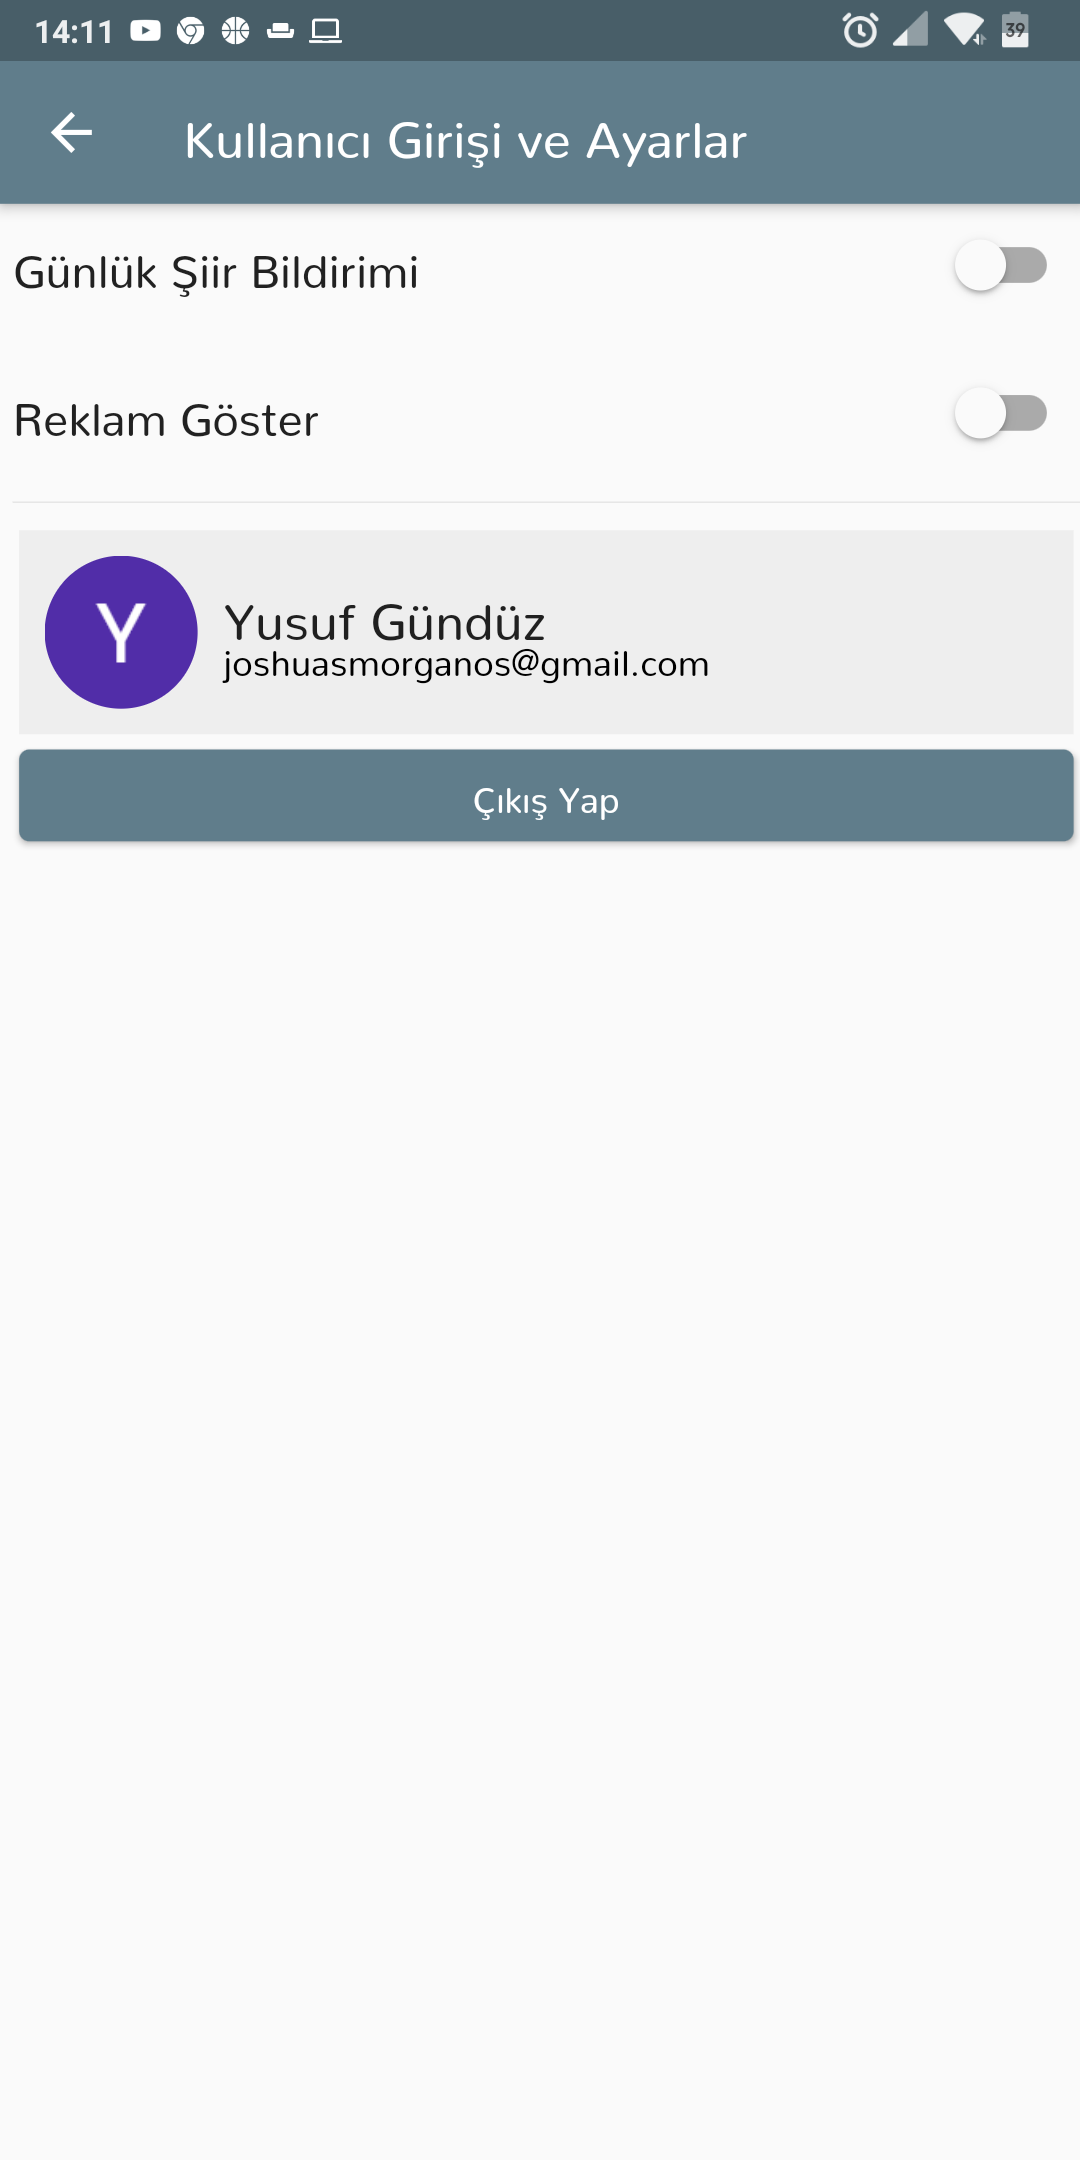 14:11
39
Kullanıcı Girişi ve Ayarlar
Günlük Şiir Bildirimi
Reklam Göster
Y
Yusuf Gündüz
joshuasmorganos@gmail.com
Çıkış Yap